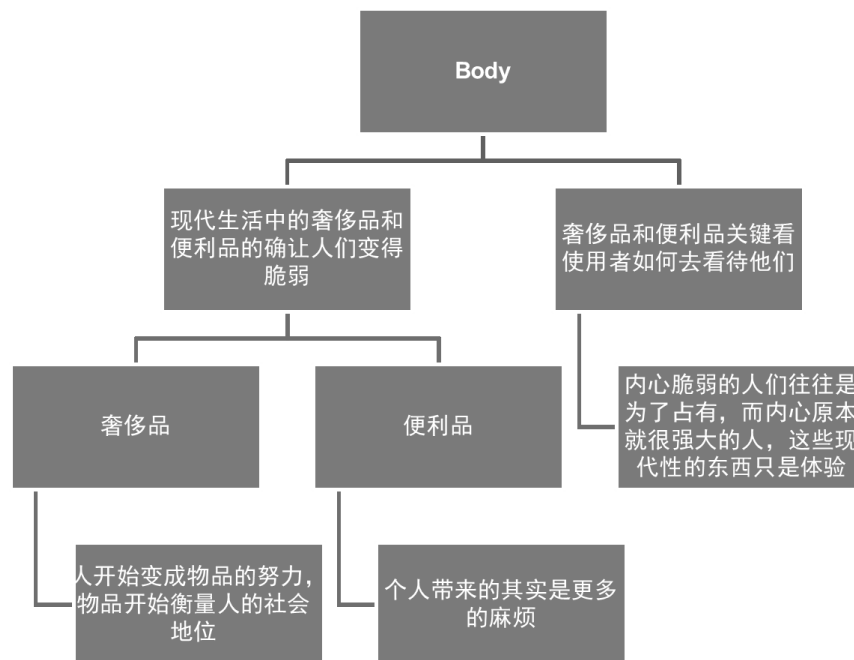 Body
现代生活中的奢侈品和
便利品的确让人们变得
脆弱
奢侈品和便利品关键看
使用者如何去看待他们
奢侈品
便利品
内心脆弱的人们往往是
为了占有，而内心原本
就很强大的人，这些现
代性的东西只是体验
人开始变成物品的努力，
物品开始衡量人的社会
地位
个人带来的其实是更多
的麻烦